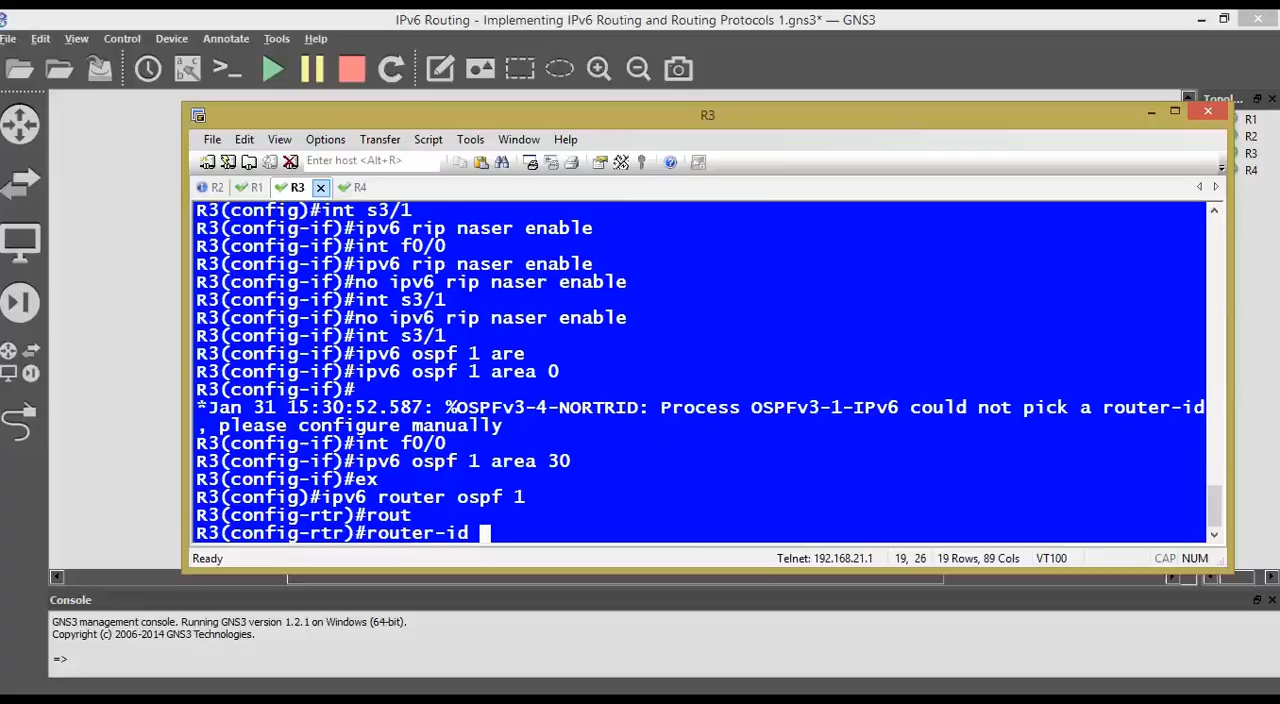 IPv6 Routing - Implementing IPv6 Routing and Routing Protocols 1.gns3* — GNS3
File Edit View Control Device Annotate Tools Help
Topol...
R1
R2
R3
R4
R3
File Edit View Options Transfer Script Tools Window Help
Enter host <Alt+R>
R2 R1 R3 R4
R3(config)#int s3/1
R3(config-if)#ipv6 rip naser enable
R3(config-if)#int f0/0
R3(config-if)#ipv6 rip naser enable
R3(config-if)#no ipv6 rip naser enable
R3(config-if)#int s3/1
R3(config-if)#no ipv6 rip naser enable
R3(config-if)#int s3/1
R3(config-if)#ipv6 ospf 1 are
R3(config-if)#ipv6 ospf 1 area 0
R3(config-if)#
*Jan 31 15:30:52.587: %OSPFv3-4-NORTRID: Process OSPFv3-1-IPv6 could not pick a router-id
, please configure manually
R3(config-if)#int f0/0
R3(config-if)#ipv6 ospf 1 area 30
R3(config-if)#ex
R3(config)#ipv6 router ospf 1
R3(config-rtr)#rout
R3(config-rtr)#router-id
Ready Telnet: 192.168.21.1 19, 26 19 Rows, 89 Cols VT100 CAP NUM
Console
GNS3 management console. Running GNS3 version 1.2.1 on Windows (64-bit).
Copyright (c) 2006-2014 GNS3 Technologies.
=>